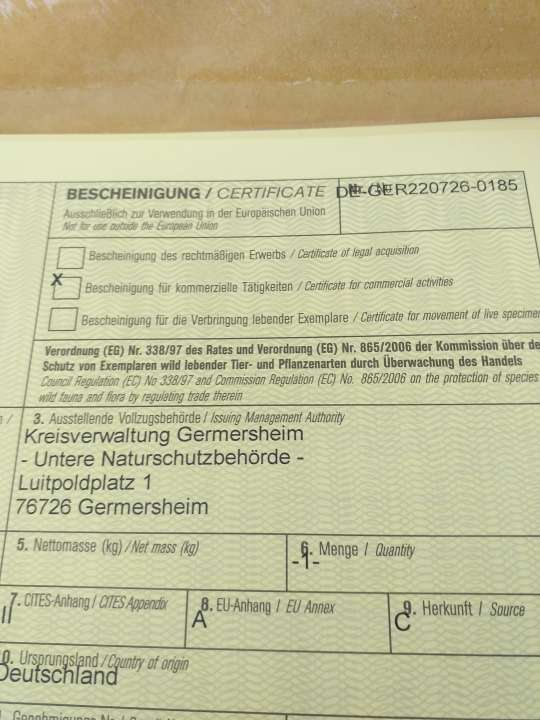 BESCHEINIGUNG / CERTIFICATE DE-GER220726-0185
Ausschließlich zur Verwendung in der Europäischen Union
Not for use outside the European Union
Bescheinigung des rechtmäßigen Erwerbs / Certificate of legal acquisition
X Bescheinigung für kommerzielle Tätigkeiten / Certificate for commercial activities
Bescheinigung für die Verbringung lebender Exemplare / Certificate for movement of live specimen
Verordnung (EG) Nr. 338/97 des Rates und Verordnung (EG) Nr. 865/2006 der Kommission über de
Schutz von Exemplaren wild lebender Tier- und Pflanzenarten durch Überwachung des Handels
Council Regulation (EC) No 338/97 and Commission Regulation (EC) No. 865/2006 on the protection of species
wild fauna and flora by regulating trade therein
3. Ausstellende Vollzugsbehörde / Issuing Management Authority
Kreisverwaltung Germersheim
- Untere Naturschutzbehörde -
Luitpoldplatz 1
76726 Germersheim
5. Nettomasse (kg) / Net mass (kg) 6. Menge / Quantity
-1-
7. CITES-Anhang / CITES Appendix 8. EU-Anhang / EU Annex 9. Herkunft / Source
II A C
0. Ursprungsland / Country of origin
Deutschland